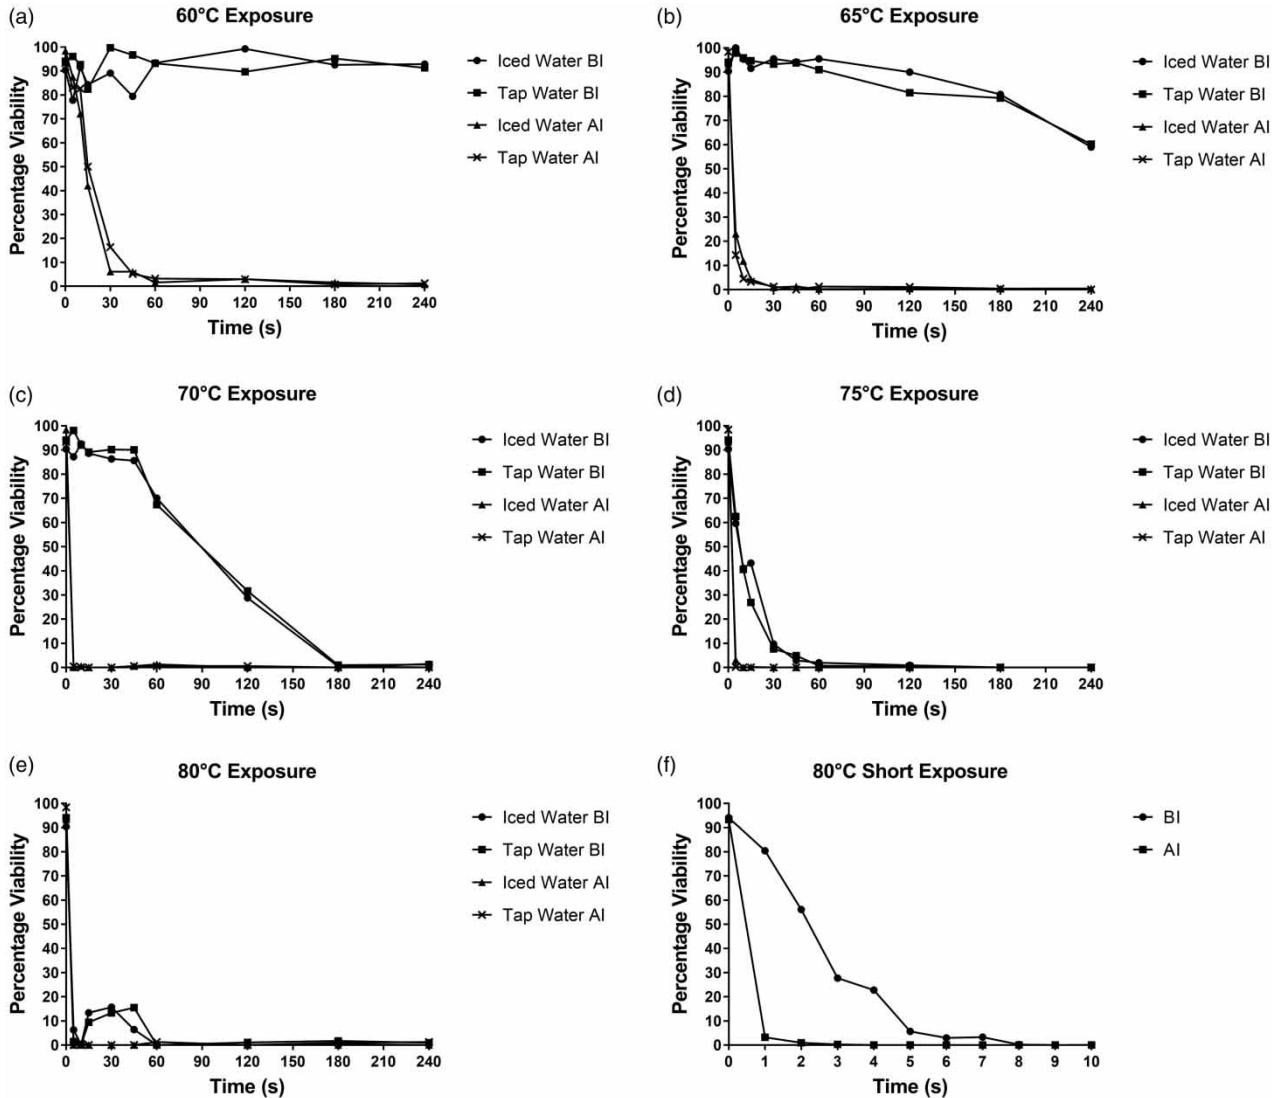 (a)
60°C Exposure
100
90
80
70
60
50
40
30
20
10
0
Percentage Viability
0 30 60 90 120 150 180 210 240
Time (s)
Iced Water BI
Tap Water BI
Iced Water AI
Tap Water AI
(b)
65°C Exposure
100
90
80
70
60
50
40
30
20
10
0
Percentage Viability
0 30 60 90 120 150 180 210 240
Time (s)
Iced Water BI
Tap Water BI
Iced Water AI
Tap Water AI
(c)
70°C Exposure
100
90
80
70
60
50
40
30
20
10
0
Percentage Viability
0 30 60 90 120 150 180 210 240
Time (s)
Iced Water BI
Tap Water BI
Iced Water AI
Tap Water AI
(d)
75°C Exposure
100
90
80
70
60
50
40
30
20
10
0
Percentage Viability
0 30 60 90 120 150 180 210 240
Time (s)
Iced Water BI
Tap Water BI
Iced Water AI
Tap Water AI
(e)
80°C Exposure
100
90
80
70
60
50
40
30
20
10
0
Percentage Viability
0 30 60 90 120 150 180 210 240
Time (s)
Iced Water BI
Tap Water BI
Iced Water AI
Tap Water AI
(f)
80°C Short Exposure
100
90
80
70
60
50
40
30
20
10
0
Percentage Viability
0 1 2 3 4 5 6 7 8 9 10
Time (s)
BI
AI